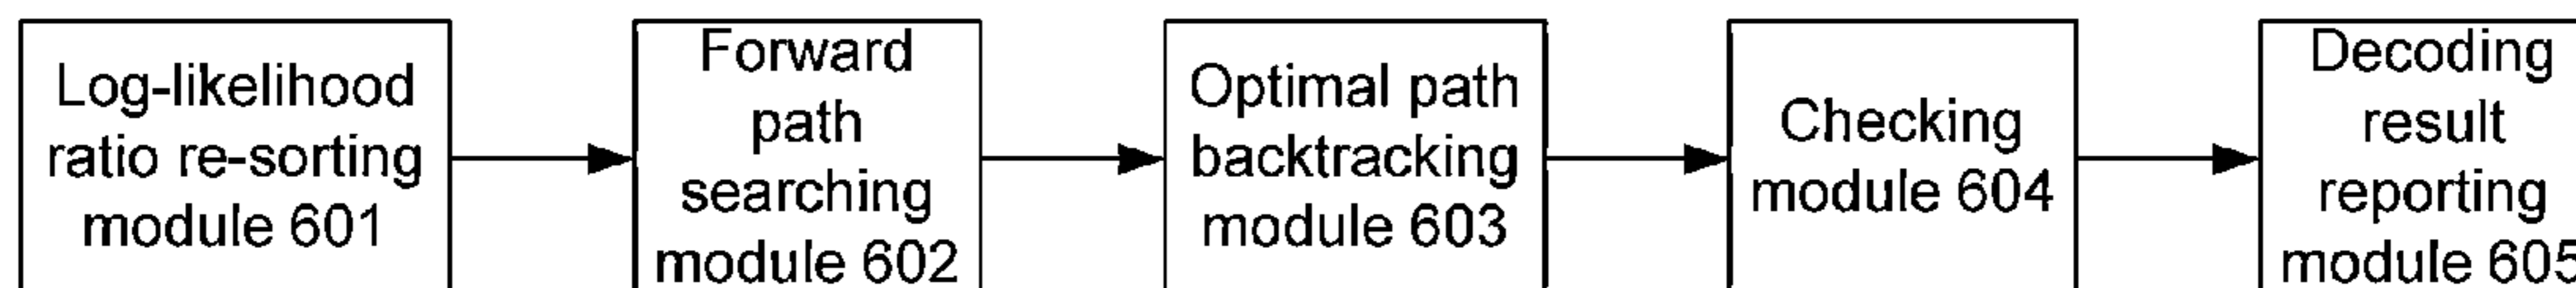 Log-likelihood
ratio re-sorting
module 601
Forward
path
searching
module 602
Optimal path
backtracking
module 603
Checking
module 604
Decoding
result
reporting
module 605